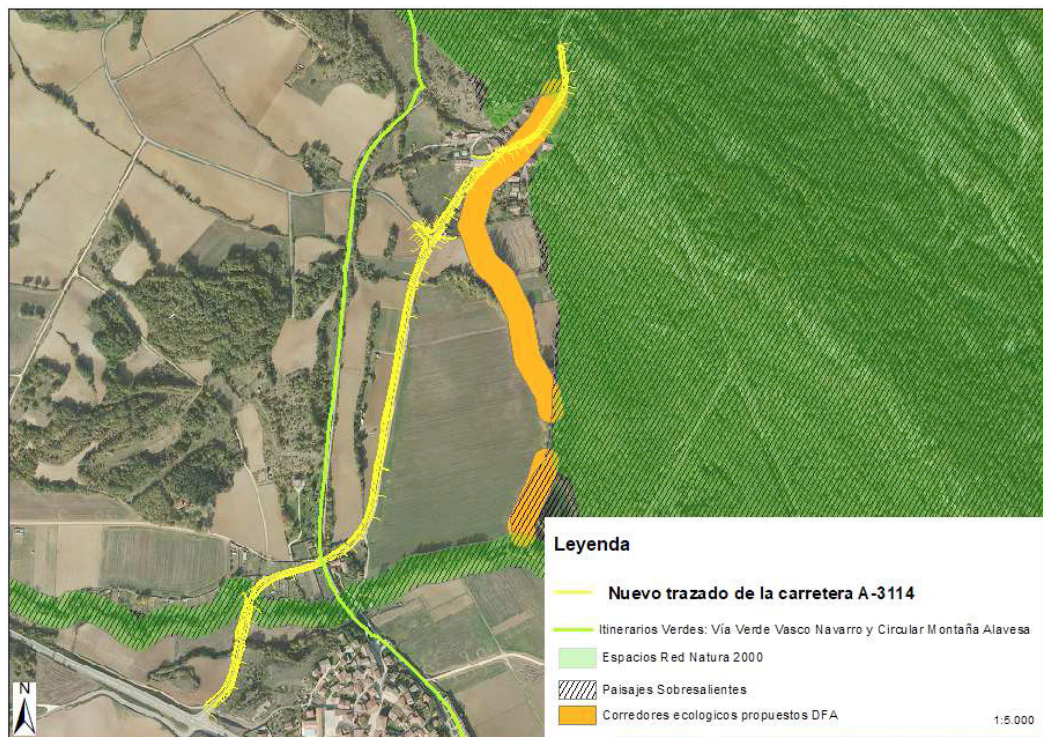 Leyenda
Nuevo trazado de la carretera A-3114
Itinerarios Verdes: Vía Verde Vasco Navarro y Circular Montaña Alavesa
Espacios Red Natura 2000
Paisajes Sobresalientes
Corredores ecologicos propuestos DFA
N
1:5.000